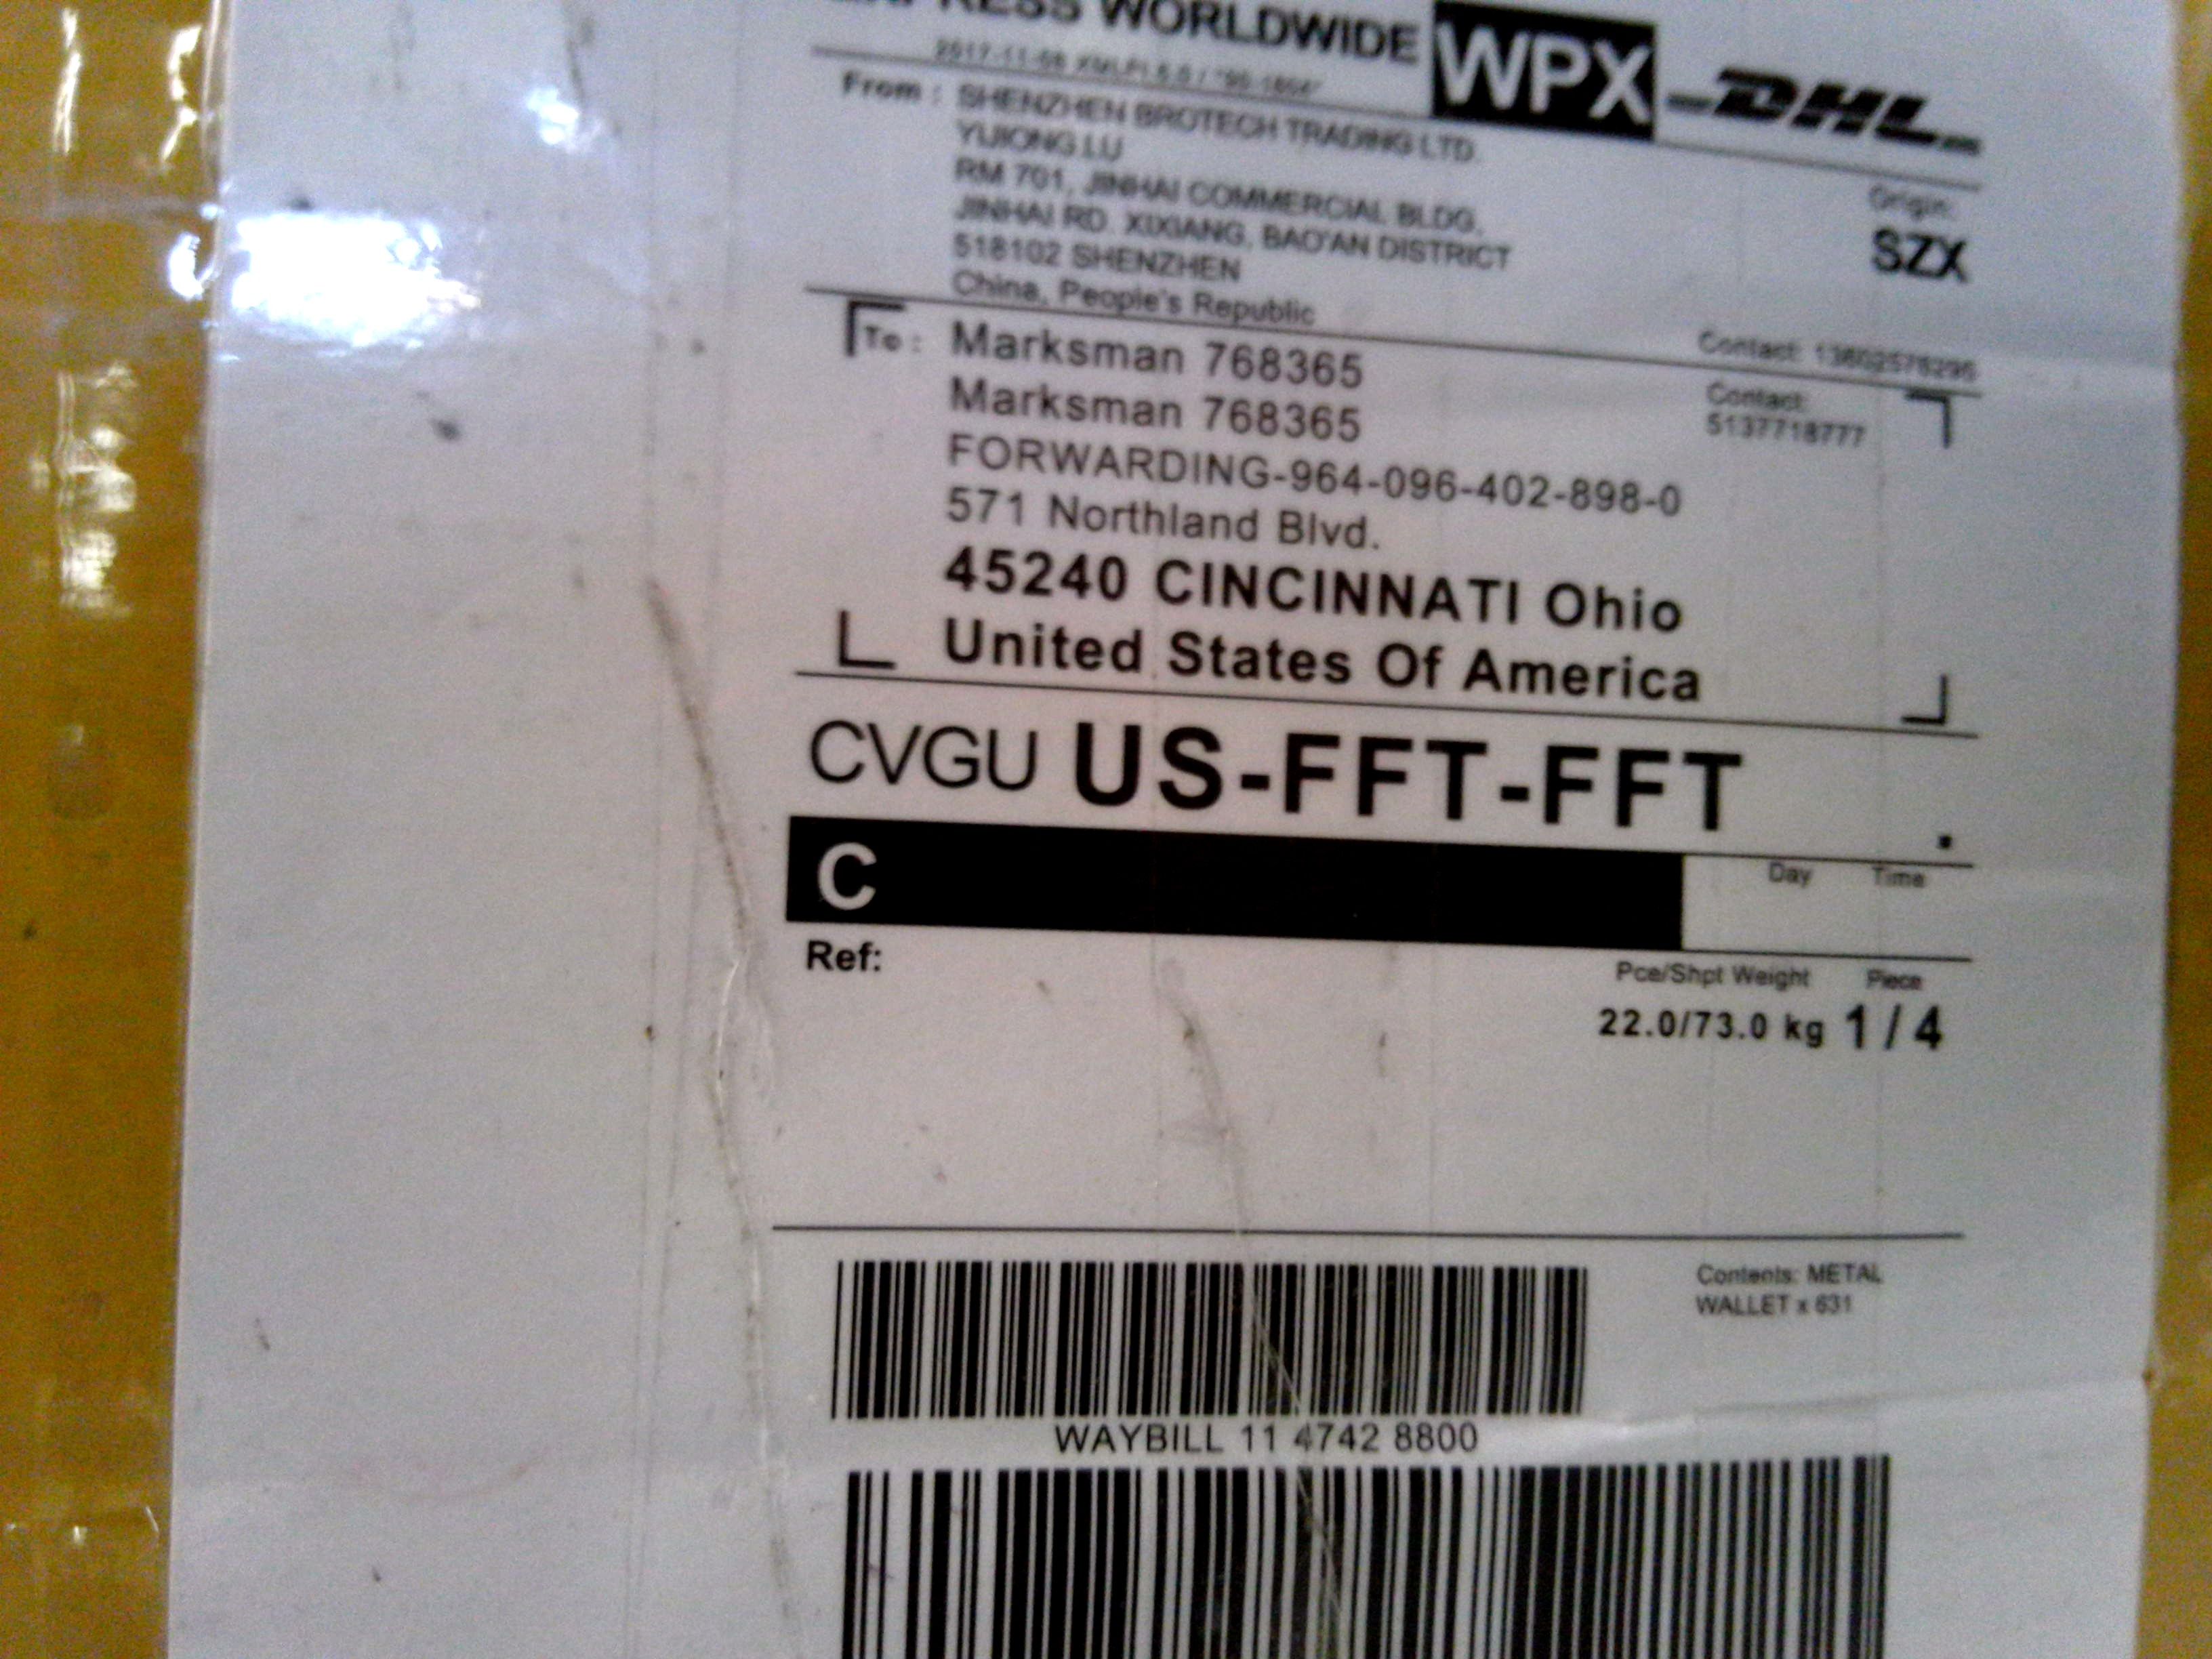 EXPRESS WORLDWIDE WPX DHL
From : SHENZHEN BROTECH TRADING LTD.
YUIONG.LU
RM 701, JINHAI COMMERCIAL BLDG,
JINHAI RD. XIXIANG, BAO'AN DISTRICT
518102 SHENZHEN
China, People's Republic
Origin:
SZX
Contact: 13602576295
To : Marksman 768365
Marksman 768365
FORWARDING-964-096-402-898-0
571 Northland Blvd.
45240 CINCINNATI Ohio
United States Of America
Contact:
5137718777
CVGU US-FFT-FFT
C
Day Time
Ref:
Pce/Shpt Weight Piece
22.0/73.0 kg 1 / 4
Contents: METAL
WALLET x 631
WAYBILL 11 4742 8800